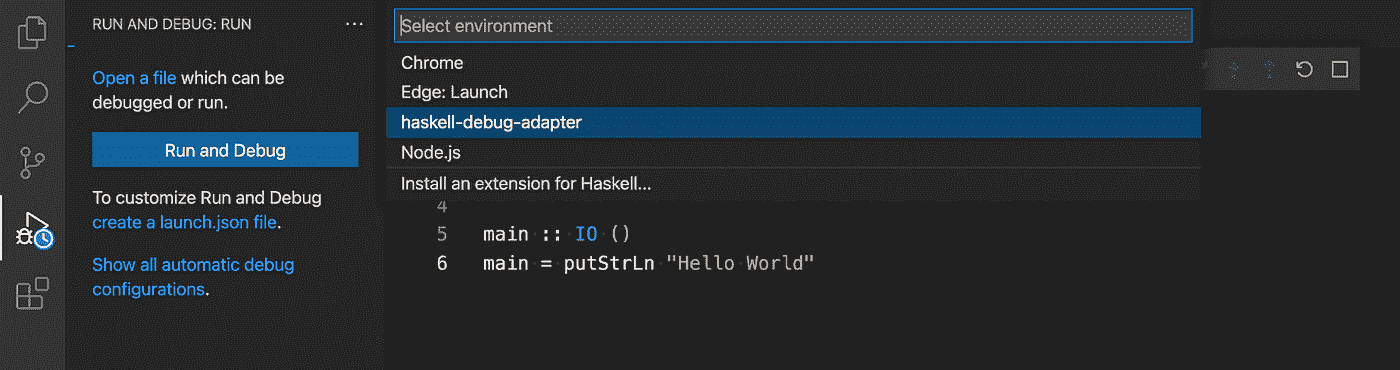 RUN AND DEBUG: RUN
Open a file which can be
debugged or run.
Run and Debug
To customize Run and Debug
create a launch.json file.
Show all automatic debug
configurations.
Select environment
Chrome
Edge: Launch
haskell-debug-adapter
Node.js
Install an extension for Haskell...
4
5 main :: IO ()
6 main = putStrLn "Hello World"